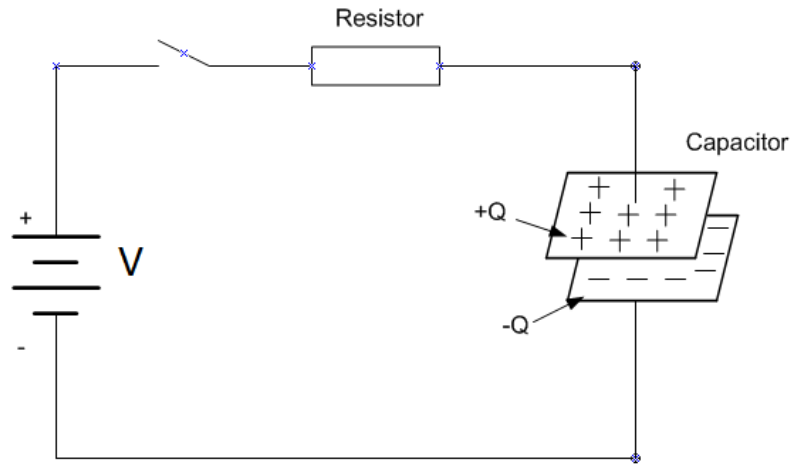 Resistor
Capacitor
+Q
+
V
-Q
-